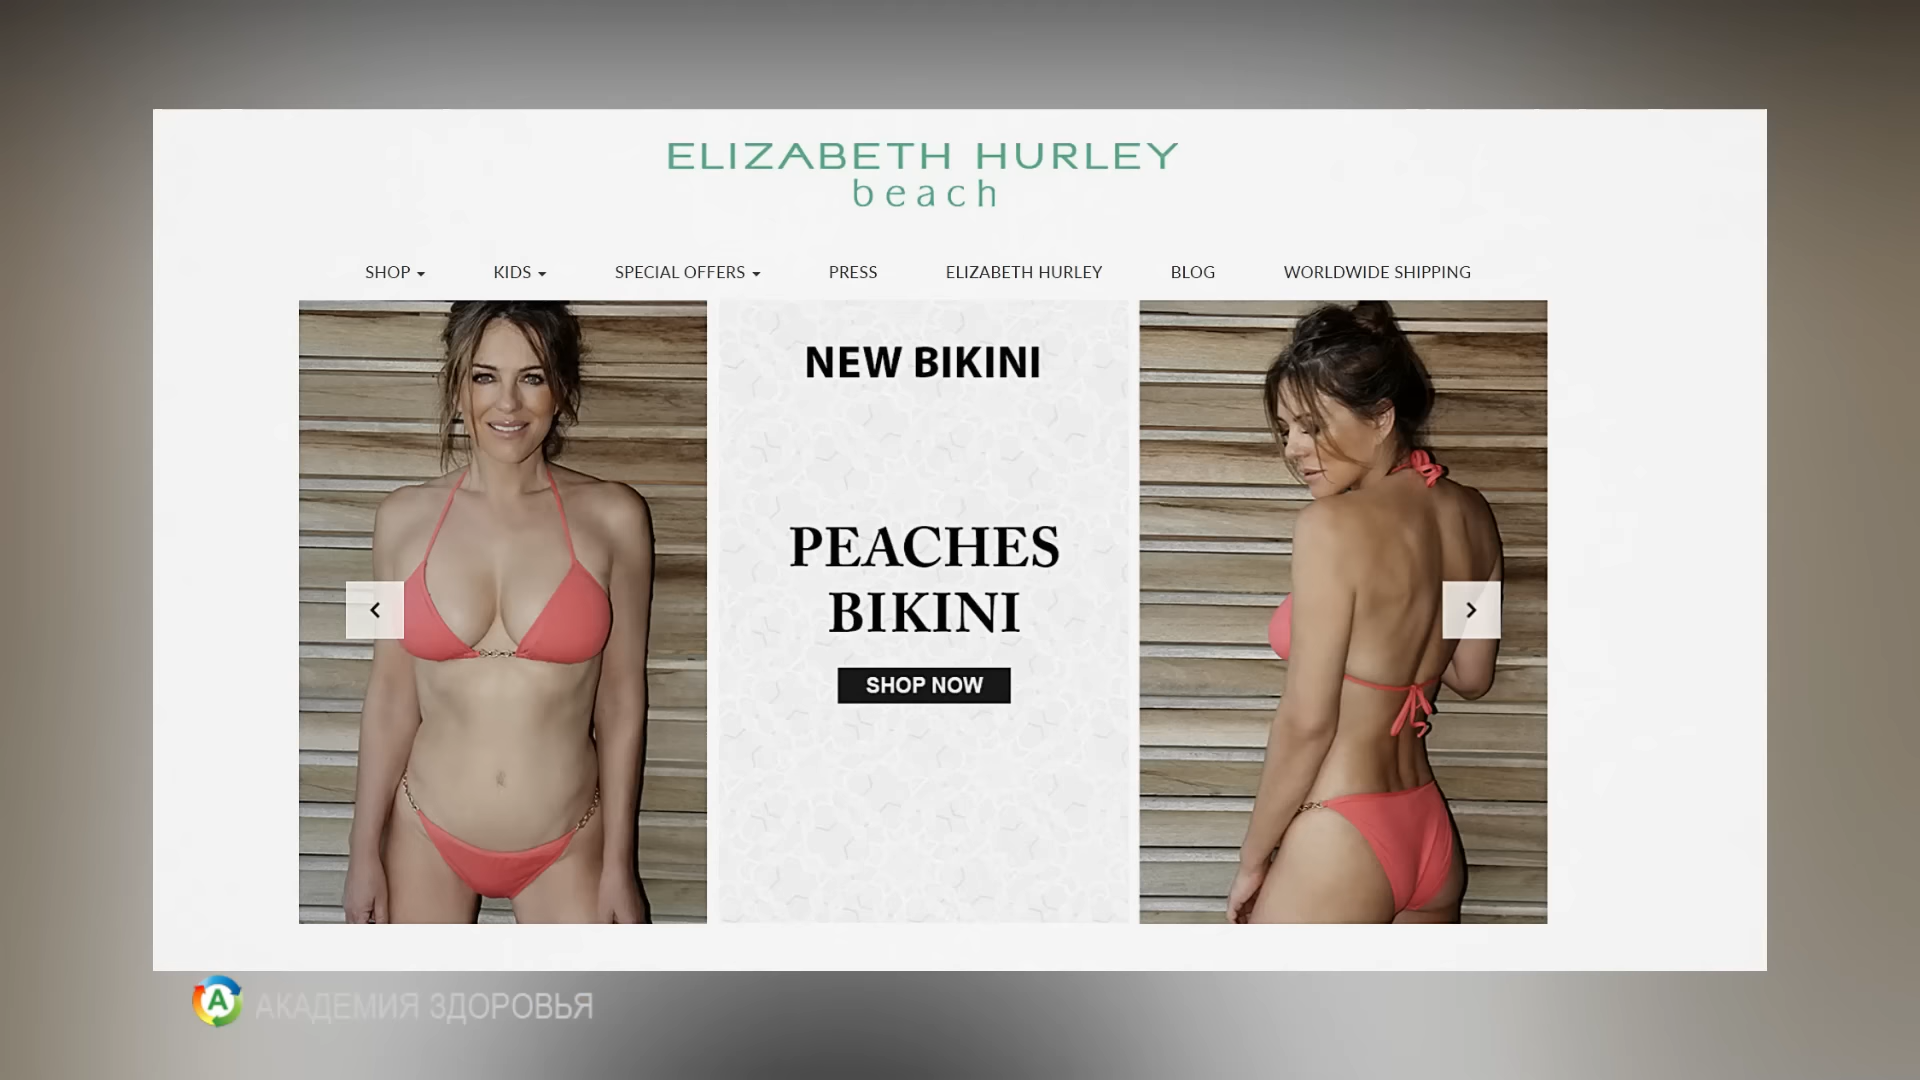 ELIZABETH HURLEY
beach
SHOP KIDS SPECIAL OFFERS PRESS ELIZABETH HURLEY BLOG WORLDWIDE SHIPPING
NEW BIKINI
PEACHES
BIKINI
SHOP NOW
А АКАДЕМИЯ ЗДОРОВЬЯ